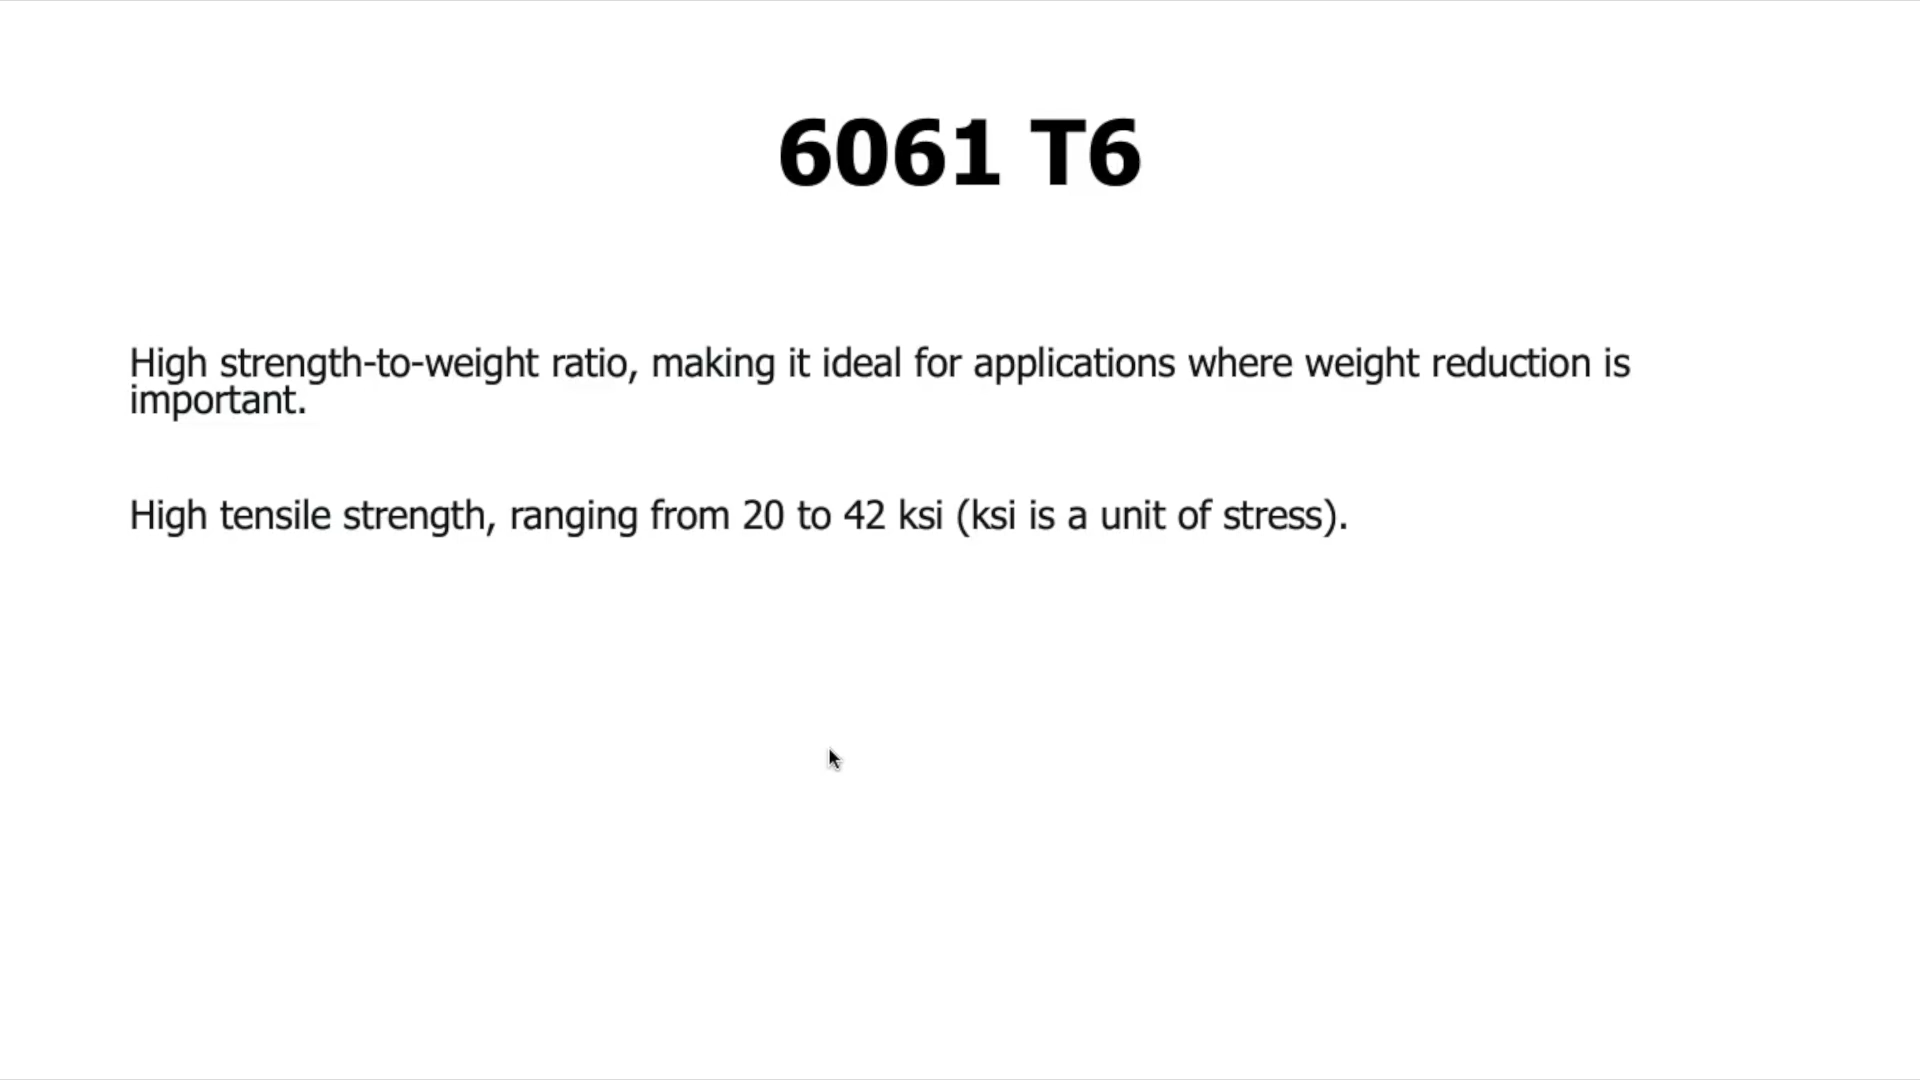 6061 T6
High strength-to-weight ratio, making it ideal for applications where weight reduction is
important.
High tensile strength, ranging from 20 to 42 ksi (ksi is a unit of stress).